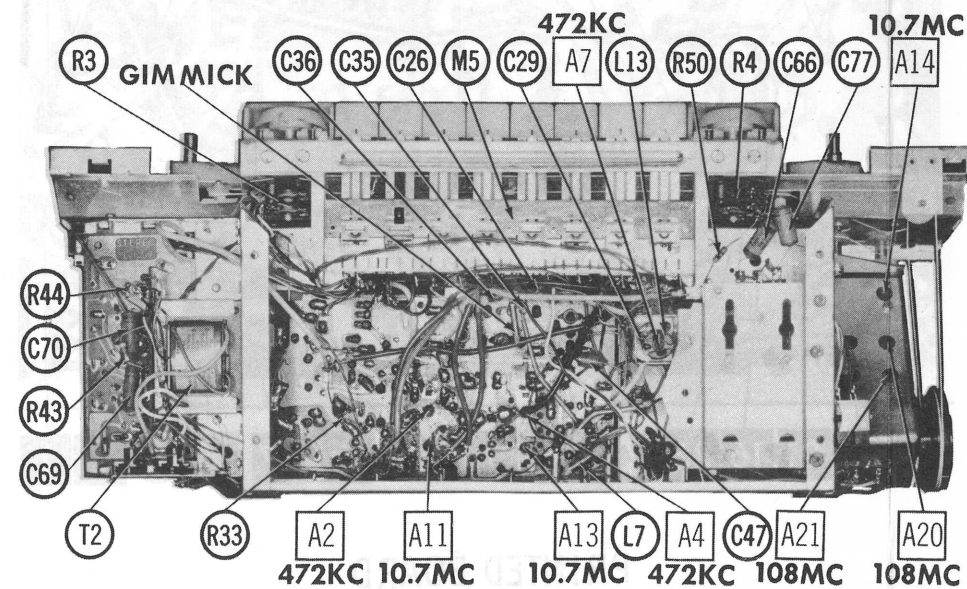 472KC 10.7MC
R3 GIMMICK C36 C35 C26 M5 C29 A7 L13 R50 R4 C66 C77 A14
STEREO
R44
C70
R43
C69
T2 R33 A2 A11 A13 L7 A4 C47 A21 A20
472KC 10.7MC 10.7MC 472KC 108MC 108MC